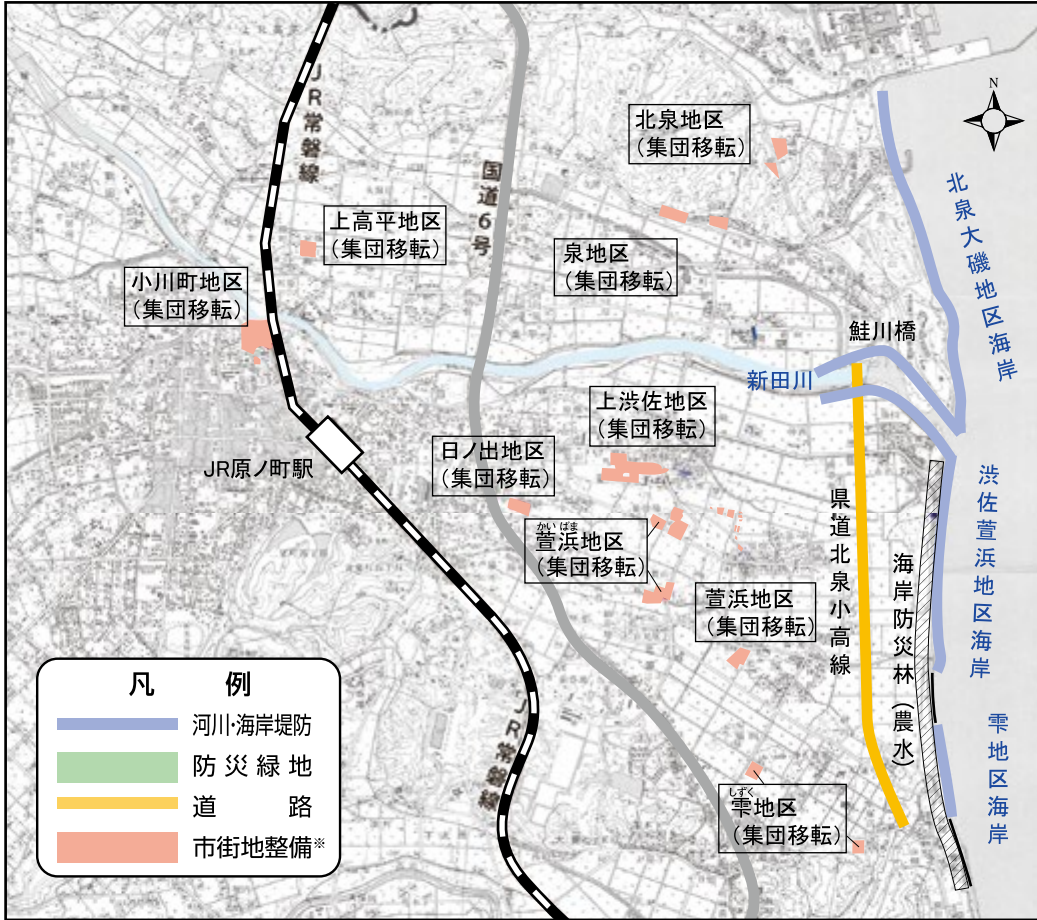 N
北泉地区
(集団移転)
JR常磐線
国道6号
上高平地区
(集団移転)
泉地区
(集団移転)
小川町地区
(集団移転)
北泉大磯地区海岸
鮭川橋
新田川
上渋佐地区
(集団移転)
日ノ出地区
(集団移転)
JR原ノ町駅
かいばま
萱浜地区
(集団移転)
萱浜地区
(集団移転)
県道北泉小高線
海岸防災林(農水)
渋佐萱浜地区海岸
雫地区海岸
JR常磐線
しずく
雫地区
(集団移転)
凡 例
河川・海岸堤防
防災緑地
道路
市街地整備※